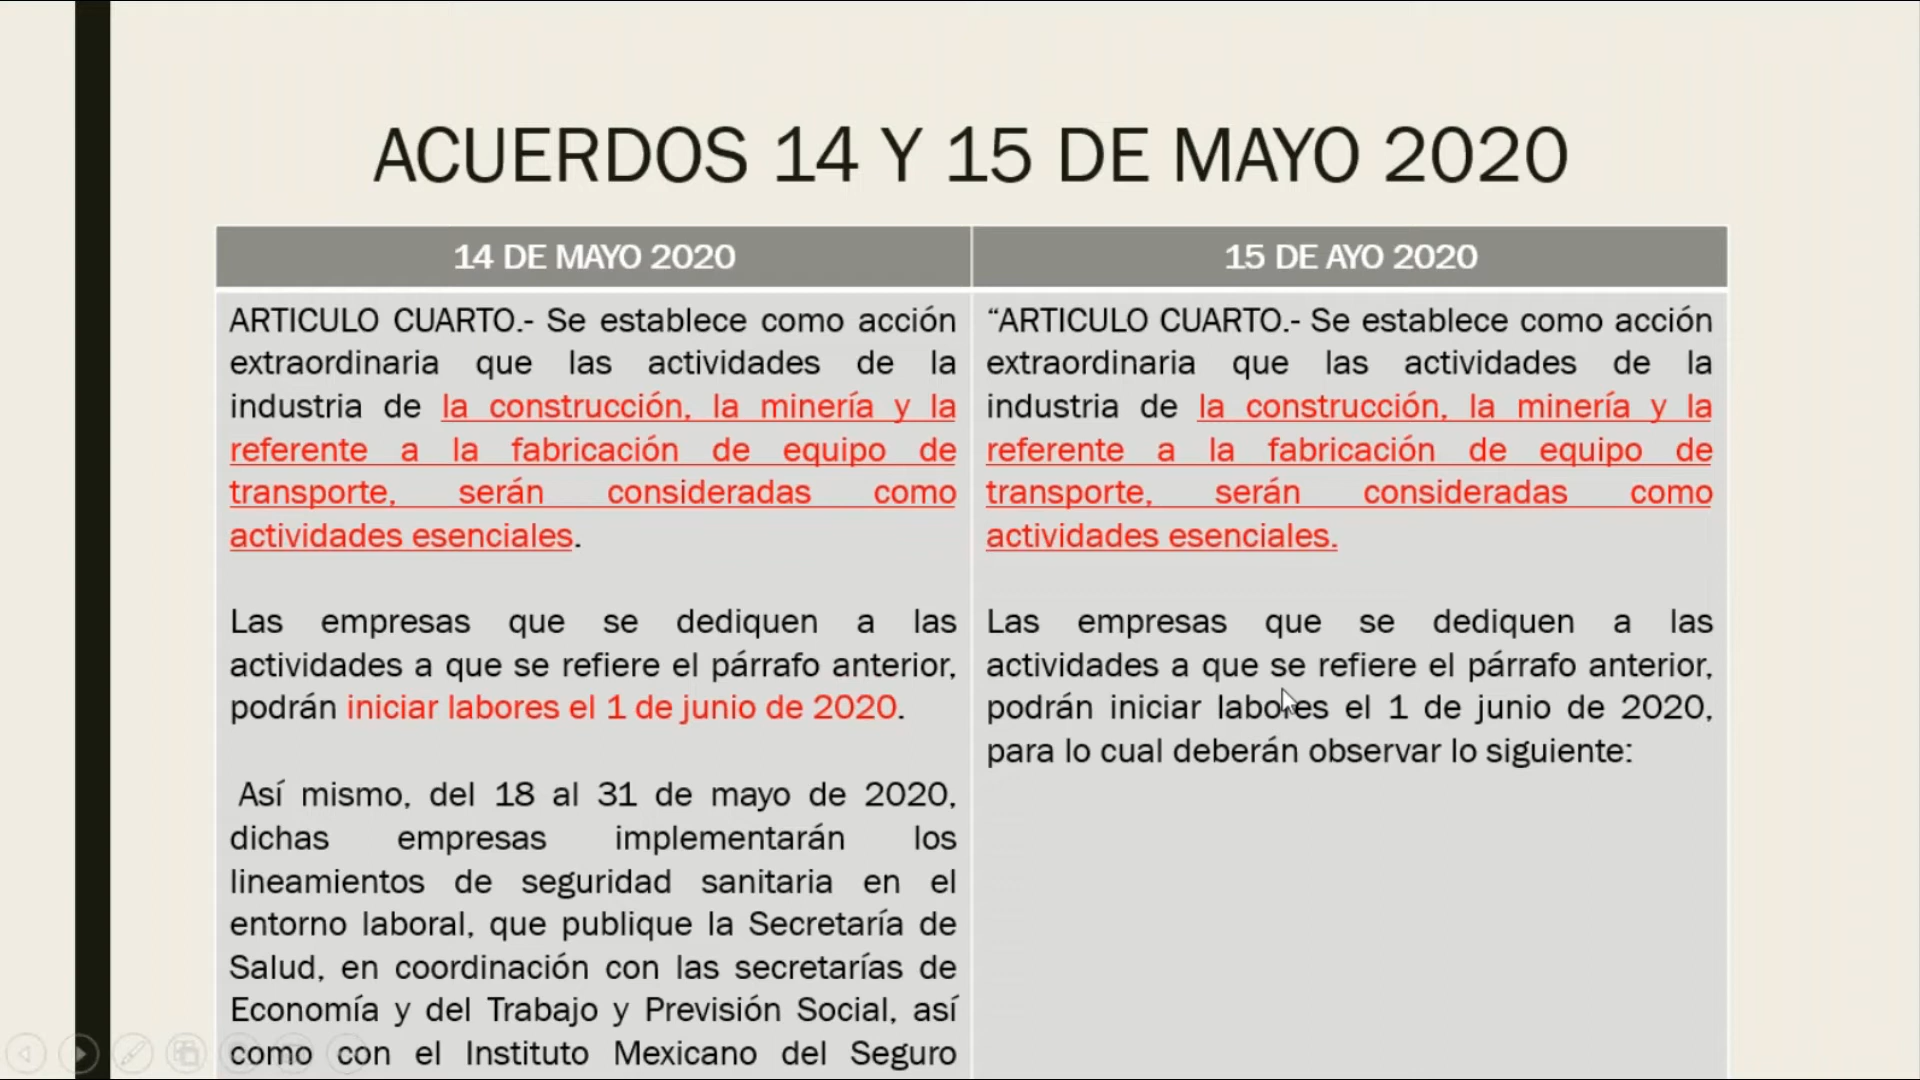 ACUERDOS 14 Y 15 DE MAYO 2020
14 DE MAYO 2020
ARTICULO CUARTO.- Se establece como acción
extraordinaria que las actividades de la
industria de la construcción, la minería y la
referente a la fabricación de equipo de
transporte, serán consideradas como
actividades esenciales.
Las empresas que se dediquen a las
actividades a que se refiere el párrafo anterior,
podrán iniciar labores el 1 de junio de 2020.
Así mismo, del 18 al 31 de mayo de 2020,
dichas empresas implementarán los
lineamientos de seguridad sanitaria en el
entorno laboral, que publique la Secretaría de
Salud, en coordinación con las secretarías de
Economía y del Trabajo y Previsión Social, así
como con el Instituto Mexicano del Seguro
15 DE AYO 2020
“ARTICULO CUARTO.- Se establece como acción
extraordinaria que las actividades de la
industria de la construcción, la minería y la
referente a la fabricación de equipo de
transporte, serán consideradas como
actividades esenciales.
Las empresas que se dediquen a las
actividades a que se refiere el párrafo anterior,
podrán iniciar labores el 1 de junio de 2020,
para lo cual deberán observar lo siguiente: